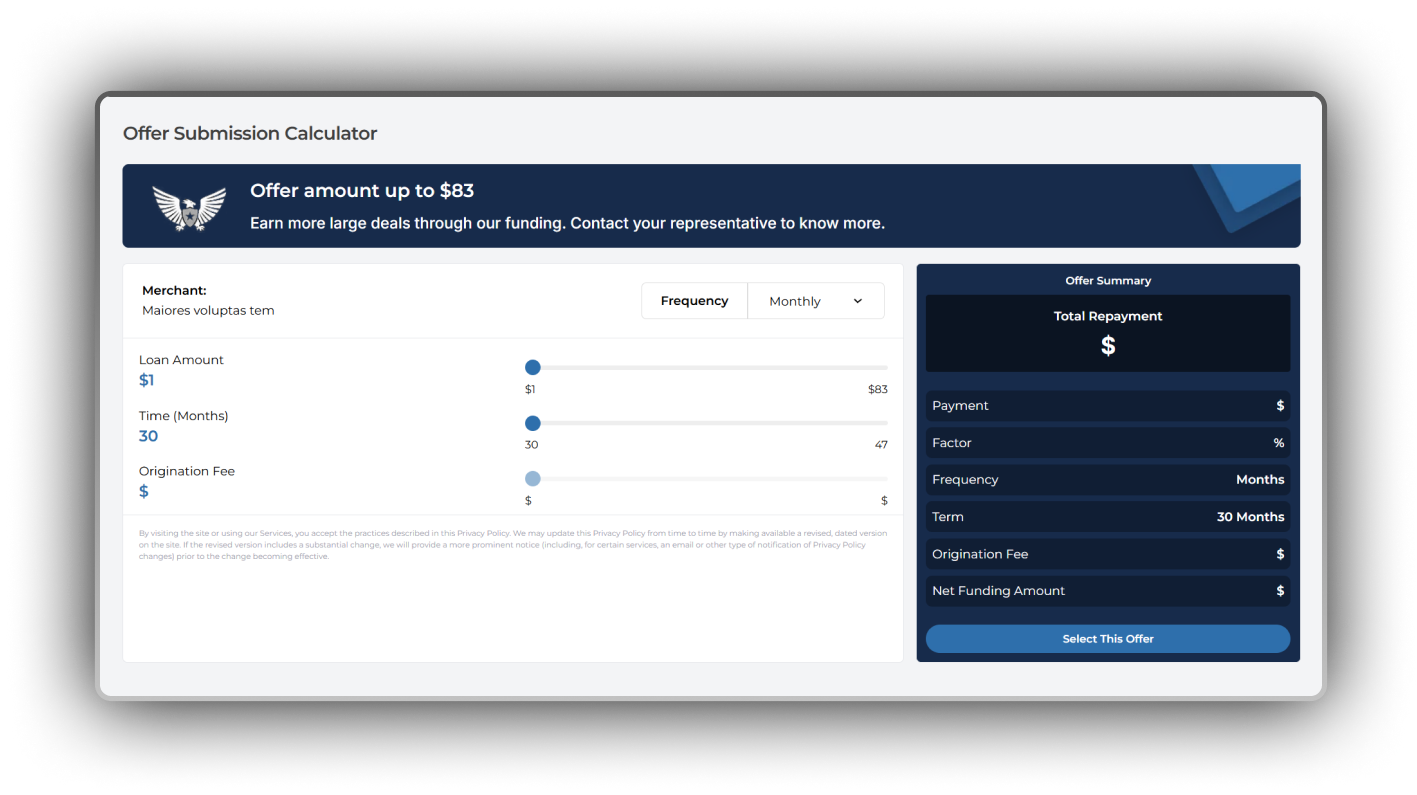 Offer Submission Calculator
Offer amount up to $83
Earn more large deals through our funding. Contact your representative to know more.
Merchant:
Maiores voluptas tem
Frequency Monthly
Loan Amount
$1
$1 $83
Time (Months)
30
30 47
Origination Fee
$
$ $
By visiting the site or using our Services, you accept the practices described in this Privacy Policy. We may update this Privacy Policy from time to time by making available a revised, dated version
on the site. If the revised version includes a substantial change, we will provide a more prominent notice (including, for certain services, an email or other type of notification of Privacy Policy
changes) prior to the change becoming effective.
Offer Summary
Total Repayment
$
Payment $
Factor %
Frequency Months
Term 30 Months
Origination Fee $
Net Funding Amount $
Select This Offer